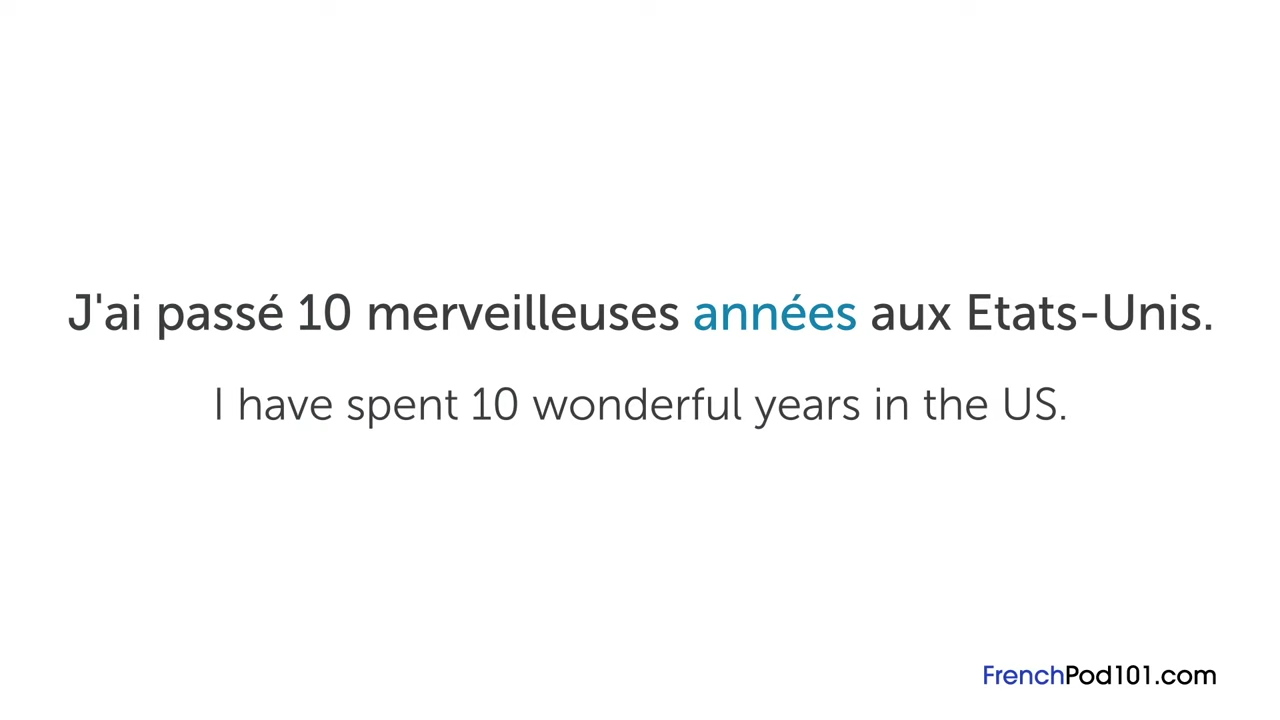 J'ai passé 10 merveilleuses années aux Etats-Unis.
I have spent 10 wonderful years in the US.
FrenchPod101.com